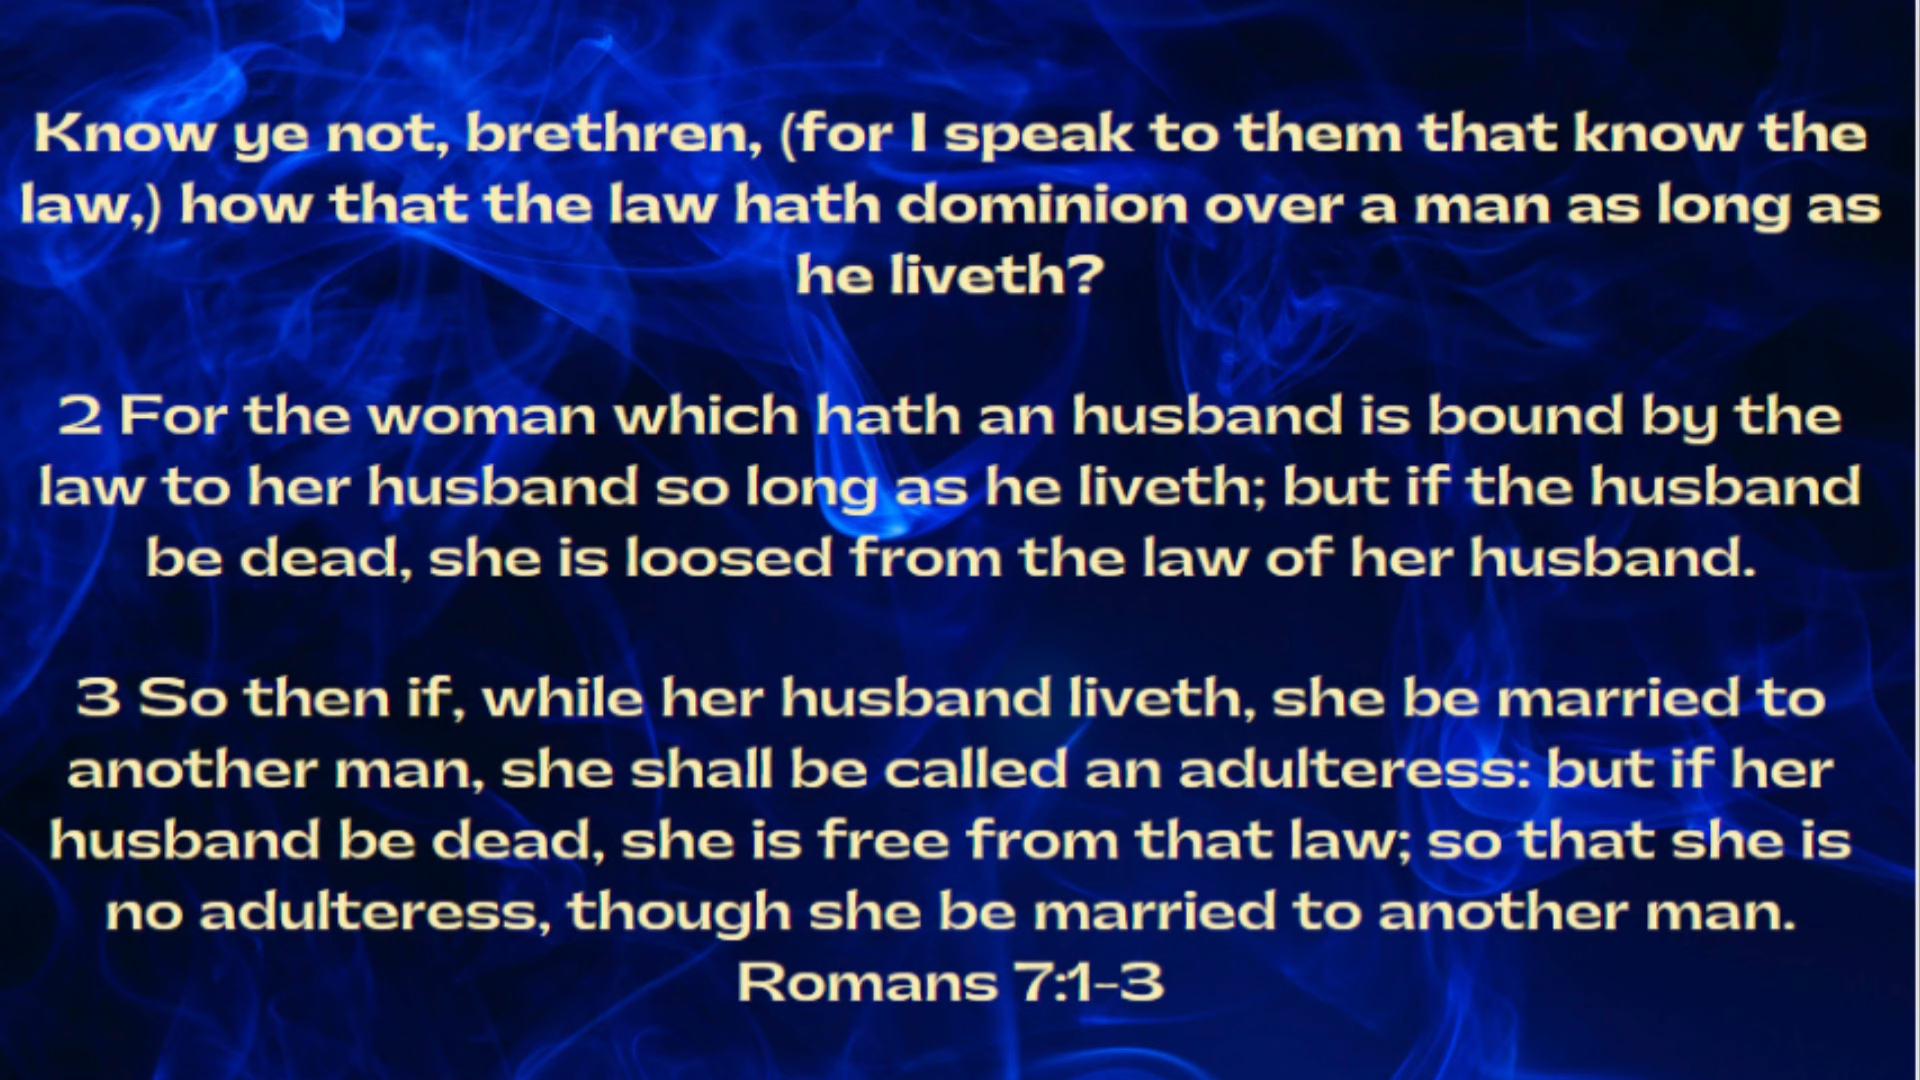 Know ye not, brethren, (for I speak to them that know the
law,) how that the law hath dominion over a man as long as
he liveth?
2 For the woman which hath an husband is bound by the
law to her husband so long as he liveth; but if the husband
be dead, she is loosed from the law of her husband.
3 So then if, while her husband liveth, she be married to
another man, she shall be called an adulteress: but if her
husband be dead, she is free from that law; so that she is
no adulteress, though she be married to another man.
Romans 7:1-3